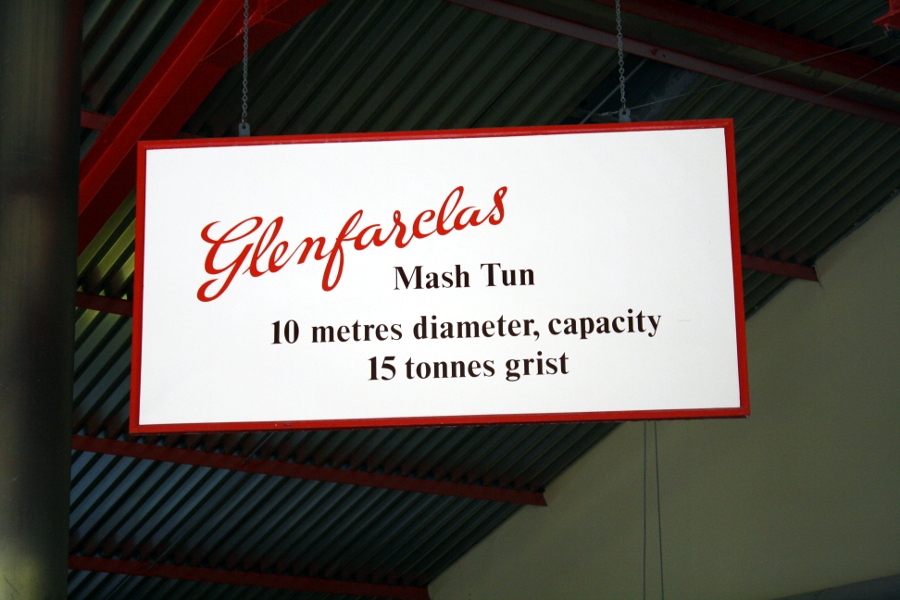 Glenfarclas
Mash Tun
10 metres diameter, capacity
15 tonnes grist